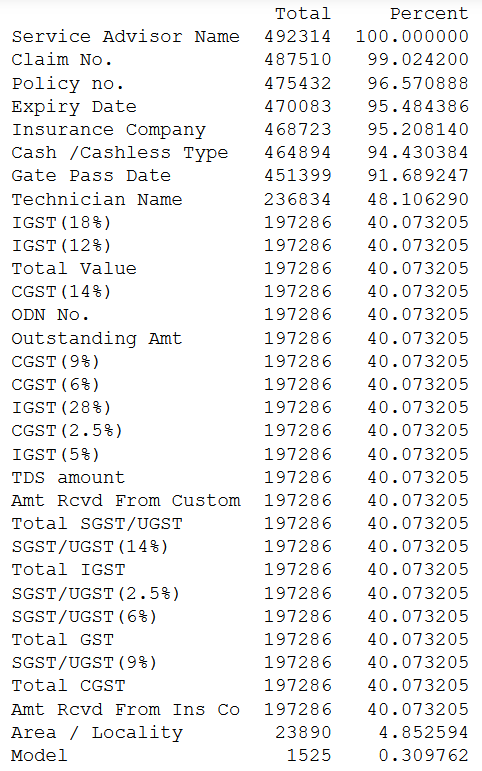 Total Percent
Service Advisor Name 492314 100.000000
Claim No. 487510 99.024200
Policy no. 475432 96.570888
Expiry Date 470083 95.484386
Insurance Company 468723 95.208140
Cash /Cashless Type 464894 94.430384
Gate Pass Date 451399 91.689247
Technician Name 236834 48.106290
IGST(18%) 197286 40.073205
IGST(12%) 197286 40.073205
Total Value 197286 40.073205
CGST(14%) 197286 40.073205
ODN No. 197286 40.073205
Outstanding Amt 197286 40.073205
CGST(9%) 197286 40.073205
CGST(6%) 197286 40.073205
IGST(28%) 197286 40.073205
CGST(2.5%) 197286 40.073205
IGST(5%) 197286 40.073205
TDS amount 197286 40.073205
Amt Rcvd From Custom 197286 40.073205
Total SGST/UGST 197286 40.073205
SGST/UGST(14%) 197286 40.073205
Total IGST 197286 40.073205
SGST/UGST(2.5%) 197286 40.073205
SGST/UGST(6%) 197286 40.073205
Total GST 197286 40.073205
SGST/UGST(9%) 197286 40.073205
Total CGST 197286 40.073205
Amt Rcvd From Ins Co 197286 40.073205
Area / Locality 23890 4.852594
Model 1525 0.309762